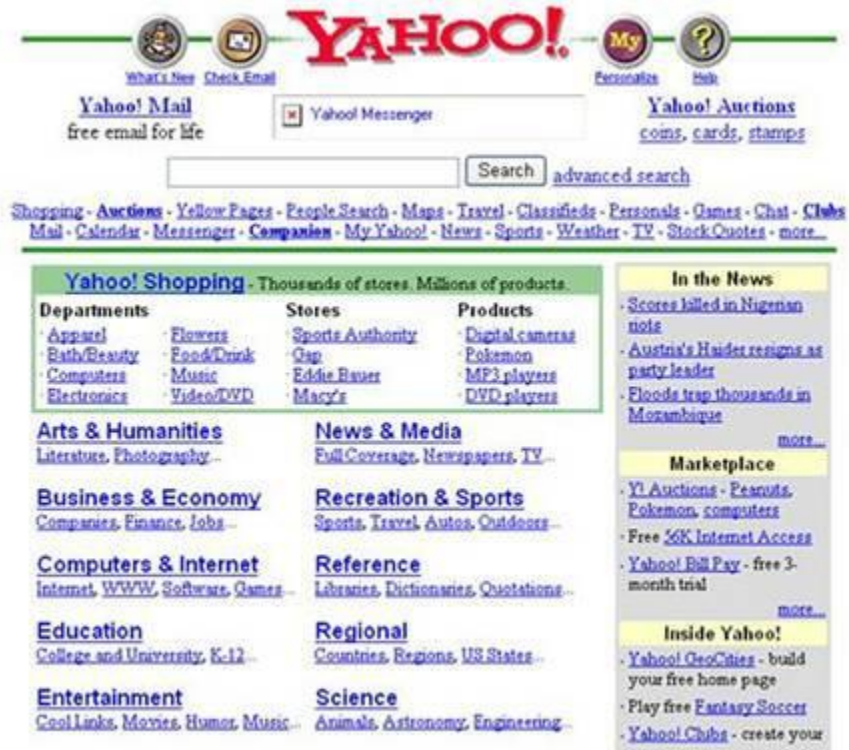 YAHOO!
My
?
What's New Check Email Personalize Help
Yahoo! Mail
free email for life
Yahoo! Messenger
Yahoo! Auctions
coins, cards, stamps
Search advanced search
Shopping - Auctions - Yellow Pages - People Search - Maps - Travel - Classifieds - Personals - Games - Chat - Clubs
Mail - Calendar - Messenger - Companion - My Yahoo! - News - Sports - Weather - TV - Stock Quotes - more...
Yahoo! Shopping - Thousands of stores. Millions of products.
Departments Stores Products
· Apparel · Flowers · Sports Authority · Digital cameras
· Bath/Beauty · Food/Drink · Gap · Pokemon
· Computers · Music · Eddie Bauer · MP3 players
· Electronics · Video/DVD · Macy's · DVD players
Arts & Humanities
Literature, Photography...
News & Media
Full Coverage, Newspapers, TV...
Business & Economy
Companies, Finance, Jobs...
Recreation & Sports
Sports, Travel, Autos, Outdoors...
Computers & Internet
Internet, WWW, Software, Games...
Reference
Libraries, Dictionaries, Quotations...
Education
College and University, K-12...
Regional
Countries, Regions, US States...
Entertainment
Cool Links, Movies, Humor, Music...
Science
Animals, Astronomy, Engineering...
In the News
· Scores killed in Nigerian
riots
· Austria's Haider resigns as
party leader
· Floods trap thousands in
Mozambique
more...
Marketplace
· Y! Auctions - Peanuts,
Pokemon, computers
· Free 56K Internet Access
· Yahoo! Bill Pay - free 3-
month trial
more...
Inside Yahoo!
· Yahoo! GeoCities - build
your free home page
· Play free Fantasy Soccer
· Yahoo! Clubs - create your